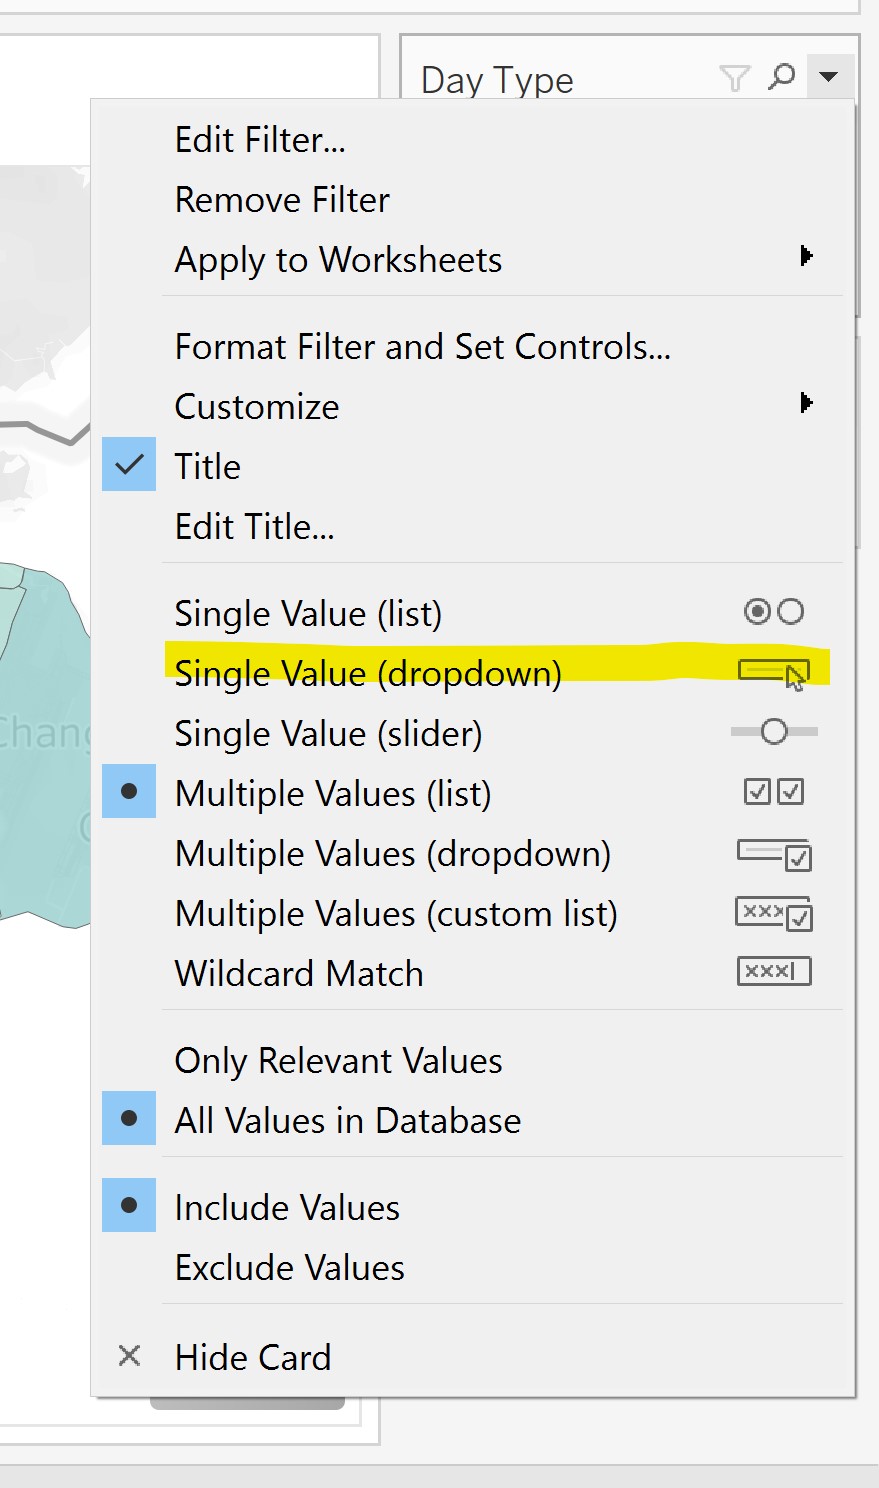 Day Type
Edit Filter...
Remove Filter
Apply to Worksheets
Format Filter and Set Controls...
Customize
Title
Edit Title...
Single Value (list)
Single Value (dropdown)
Single Value (slider)
Multiple Values (list)
Multiple Values (dropdown)
Multiple Values (custom list)
Wildcard Match
Only Relevant Values
All Values in Database
Include Values
Exclude Values
Hide Card